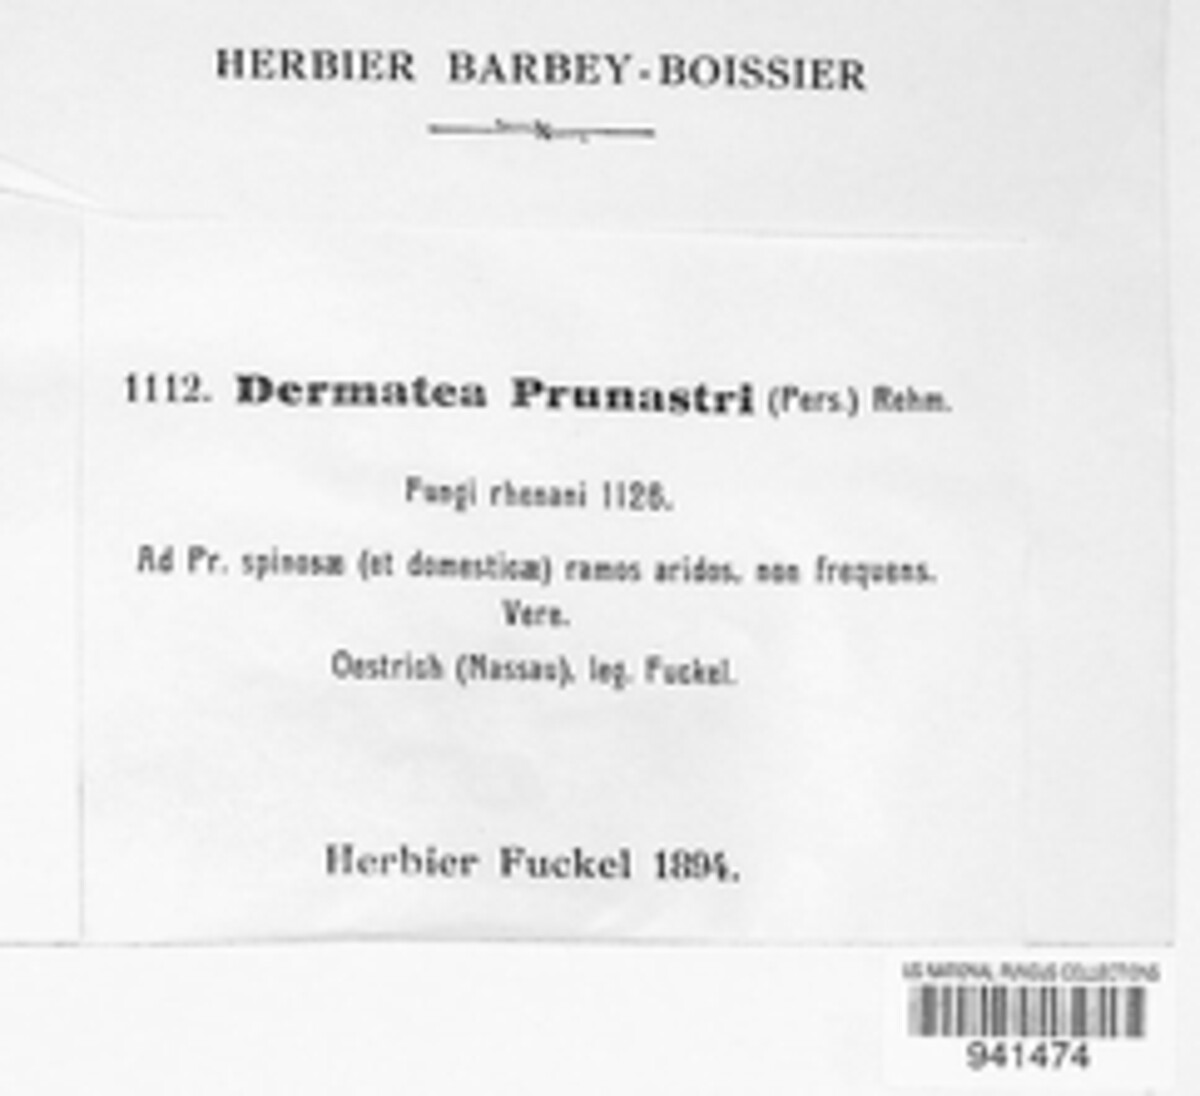 HERBIER BARBEY-BOISSIER
1112. Dermatea Prunastri (Pers.) Rehm.
Fungi rhenani 1126.
Ad Pr. spinosæ (et domesticæ) ramos aridos, non frequens.
Vere.
Oestrich (Nassau), leg. Fuckel.
Herbier Fuckel 1894.
US NATIONAL FUNGUS COLLECTIONS
941474